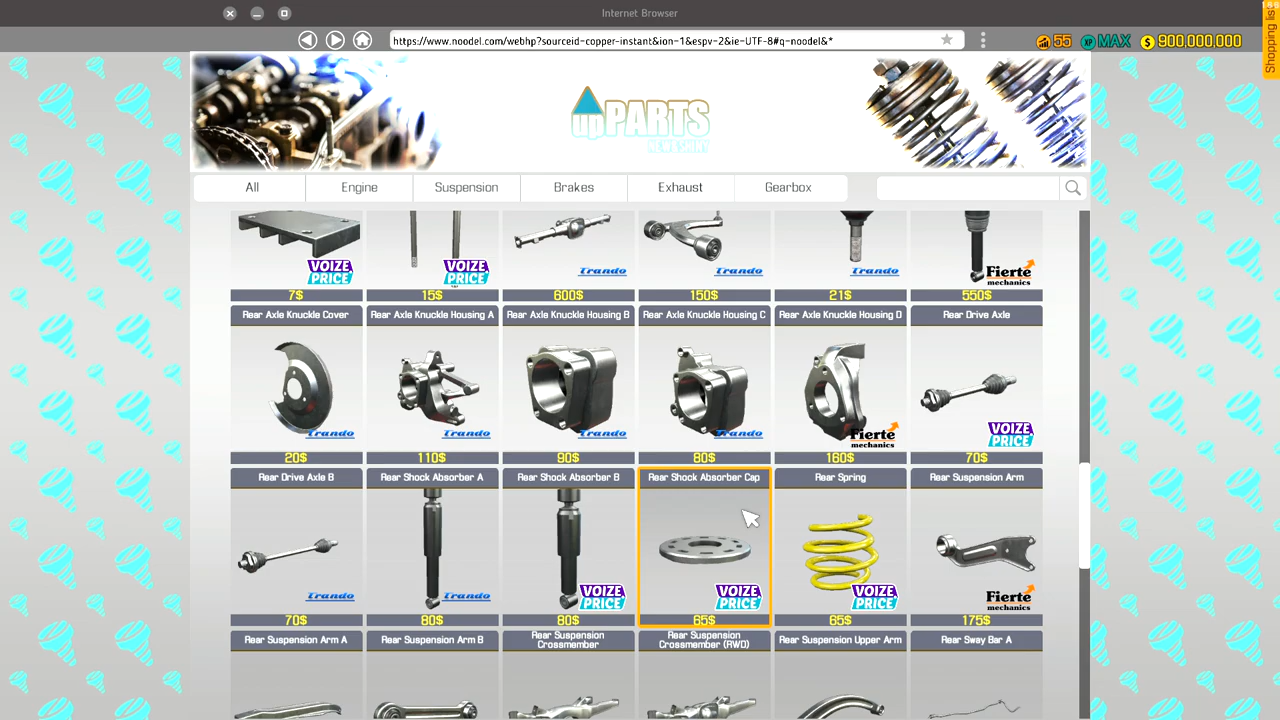 Internet Browser
https://www.noodel.com/webhp?sourceid-copper-instant&ion-1&espv-2&ie-UTF-8#q-noodel&*
55 XP MAX $ 900,000,000
Shopping list
upPARTS
NEW&SHINY
All Engine Suspension Brakes Exhaust Gearbox
VOIZE PRICE VOIZE PRICE Trando Trando Trando Fierte mechanics
7$ 15$ 600$ 150$ 21$ 550$
Rear Axle Knuckle Cover Rear Axle Knuckle Housing A Rear Axle Knuckle Housing B Rear Axle Knuckle Housing C Rear Axle Knuckle Housing D Rear Drive Axle
Trando Trando Trando Trando Fierte mechanics VOIZE PRICE
20$ 110$ 90$ 80$ 160$ 70$
Rear Drive Axle B Rear Shock Absorber A Rear Shock Absorber B Rear Shock Absorber Cap Rear Spring Rear Suspension Arm
Trando Trando VOIZE PRICE VOIZE PRICE VOIZE PRICE Fierte mechanics
70$ 80$ 80$ 65$ 65$ 175$
Rear Suspension Arm A Rear Suspension Arm B Rear Suspension Crossmember Rear Suspension Crossmember (RWD) Rear Suspension Upper Arm Rear Sway Bar A